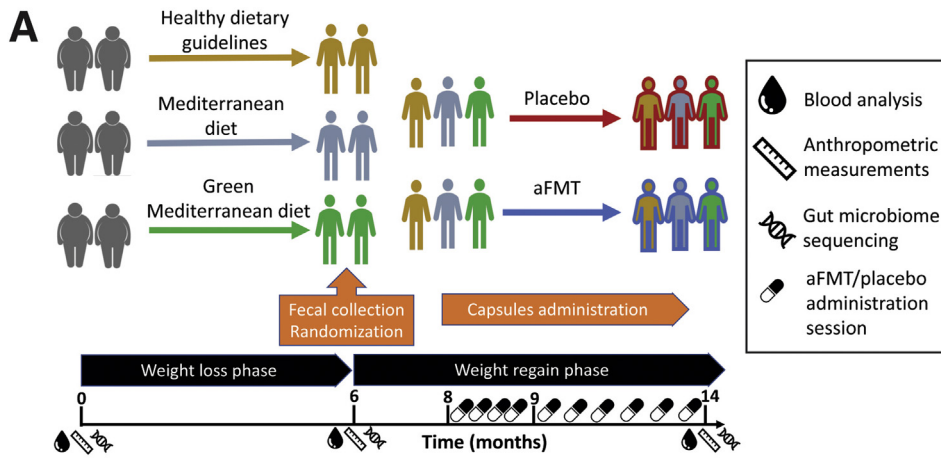 A
Healthy dietary
guidelines
Mediterranean
diet
Green
Mediterranean diet
Placebo
aFMT
Blood analysis
Anthropometric
measurements
Gut microbiome
sequencing
aFMT/placebo
administration
session
Fecal collection
Randomization
Capsules administration
Weight loss phase
Weight regain phase
0
6
8
9
14
Time (months)